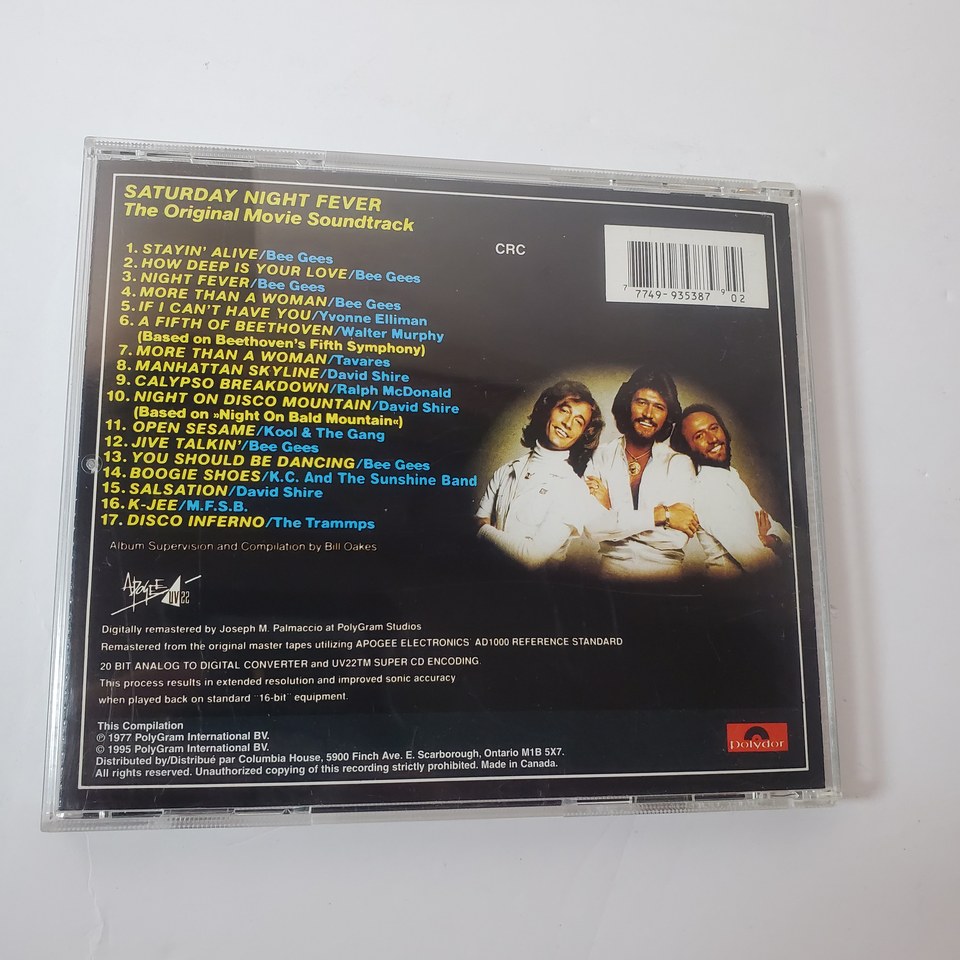 SATURDAY NIGHT FEVER
The Original Movie Soundtrack
CRC
7 7749-935387 9 02
1. STAYIN' ALIVE/Bee Gees
2. HOW DEEP IS YOUR LOVE/Bee Gees
3. NIGHT FEVER/Bee Gees
4. MORE THAN A WOMAN/Bee Gees
5. IF I CAN'T HAVE YOU/Yvonne Elliman
6. A FIFTH OF BEETHOVEN/Walter Murphy
(Based on Beethoven's Fifth Symphony)
7. MORE THAN A WOMAN/Tavares
8. MANHATTAN SKYLINE/David Shire
9. CALYPSO BREAKDOWN/Ralph McDonald
10. NIGHT ON DISCO MOUNTAIN/David Shire
(Based on »Night On Bald Mountain«)
11. OPEN SESAME/Kool & The Gang
12. JIVE TALKIN'/Bee Gees
13. YOU SHOULD BE DANCING/Bee Gees
14. BOOGIE SHOES/K.C. And The Sunshine Band
15. SALSATION/David Shire
16. K-JEE/M.F.S.B.
17. DISCO INFERNO/The Trammps
Album Supervision and Compilation by Bill Oakes
APOGEE UV22
Digitally remastered by Joseph M. Palmaccio at PolyGram Studios
Remastered from the original master tapes utilizing APOGEE ELECTRONICS' AD1000 REFERENCE STANDARD
20 BIT ANALOG TO DIGITAL CONVERTER and UV22TM SUPER CD ENCODING.
This process results in extended resolution and improved sonic accuracy
when played back on standard "16-bit" equipment.
This Compilation
℗ 1977 PolyGram International BV.
© 1995 PolyGram International BV.
Distributed by/Distribué par Columbia House, 5900 Finch Ave. E. Scarborough, Ontario M1B 5X7.
All rights reserved. Unauthorized copying of this recording strictly prohibited. Made in Canada.
polydor